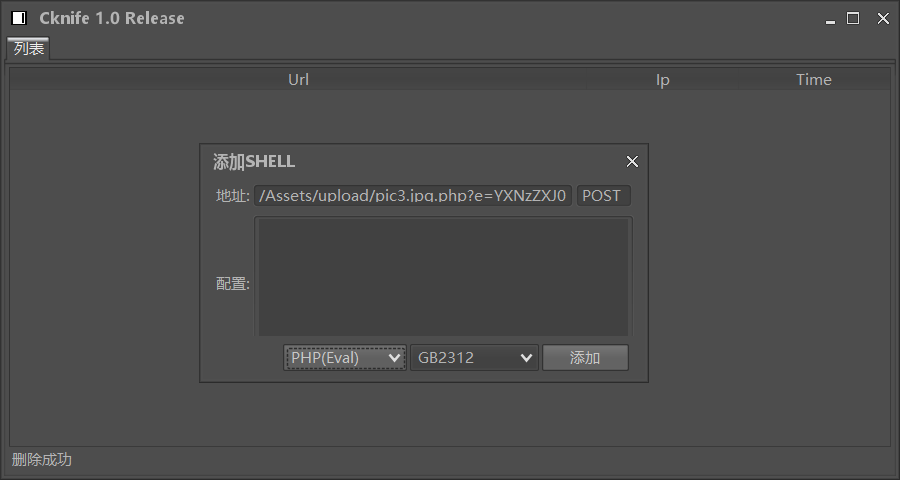 Cknife 1.0 Release
列表
Url Ip Time
添加SHELL
地址: /Assets/upload/pic3.jpg.php?e=YXNzZXJ0 POST
配置:
PHP(Eval) GB2312 添加
删除成功